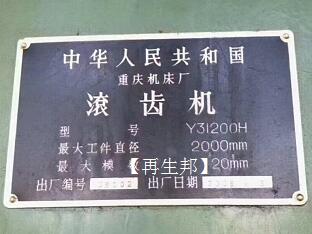 中华人民共和国
重庆机床厂
滚齿机
型 号 Y31200H
最大工件直径 2000mm
最大模 【再生邦】 20mm
出厂编号 出厂日期